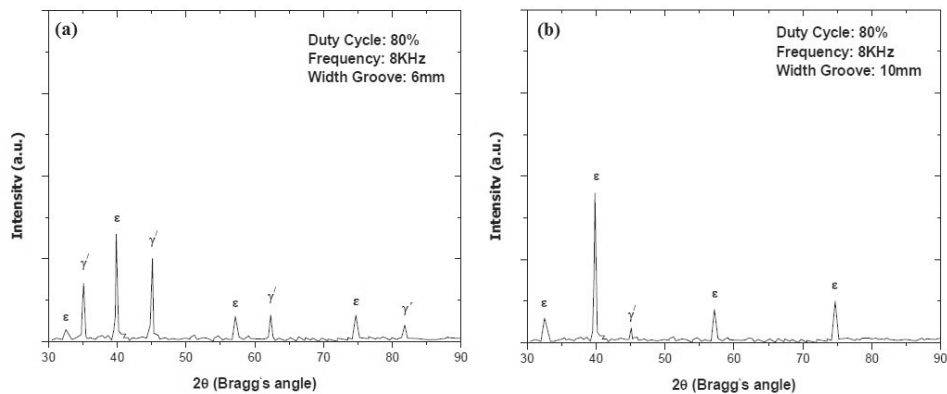 (a)
Duty Cycle: 80%
Frequency: 8KHz
Width Groove: 6mm
Intensity (a.u.)
ε
γ′
ε
γ′
ε
γ′
ε
γ′
30 40 50 60 70 80 90
2θ (Bragg's angle)
(b)
Duty Cycle: 80%
Frequency: 8KHz
Width Groove: 10mm
Intensity (a.u.)
ε
ε
γ′
ε
ε
30 40 50 60 70 80 90
2θ (Bragg's angle)